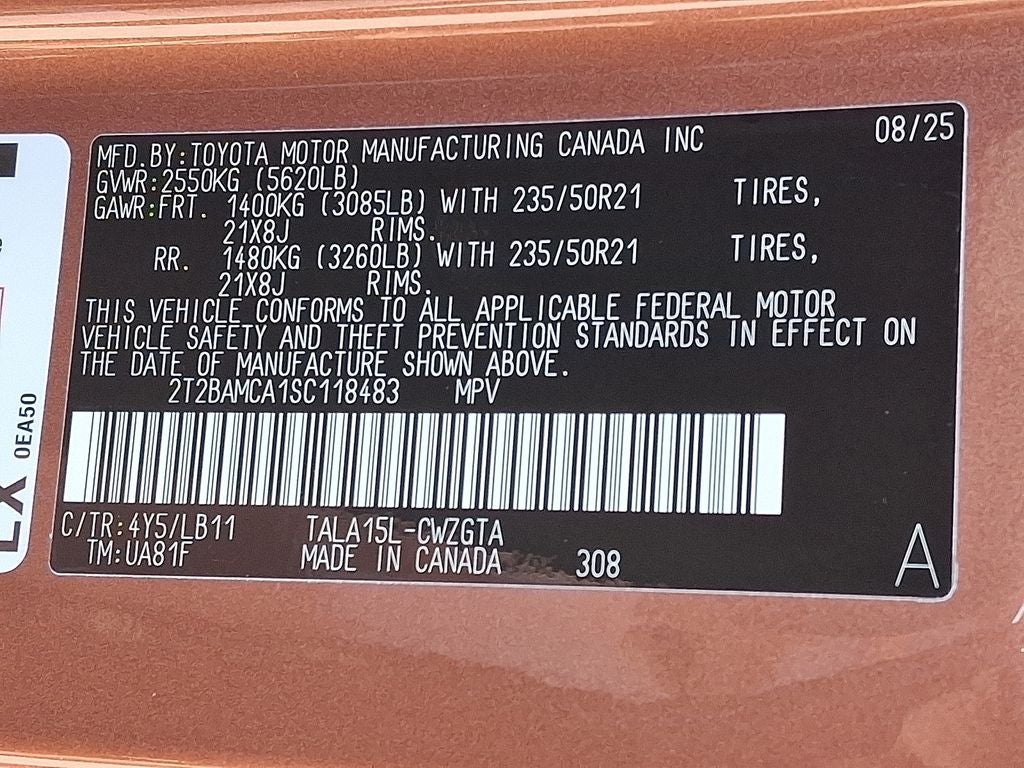 MFD.BY:TOYOTA MOTOR MANUFACTURING CANADA INC 08/25
GVWR:2550KG (5620LB)
GAWR:FRT. 1400KG (3085LB) WITH 235/50R21 TIRES,
21X8J RIMS.
RR. 1480KG (3260LB) WITH 235/50R21 TIRES,
21X8J RIMS.
THIS VEHICLE CONFORMS TO ALL APPLICABLE FEDERAL MOTOR
VEHICLE SAFETY AND THEFT PREVENTION STANDARDS IN EFFECT ON
THE DATE OF MANUFACTURE SHOWN ABOVE.
2T2BAMCA1SC118483 MPV
C/TR:4Y5/LB11 TALA15L-CWZGTA
TM:UA81F MADE IN CANADA 308 A
0EA50